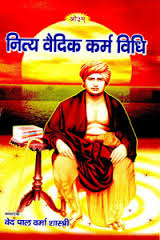 ओ३म्
नित्य वैदिक कर्म विधि
वेद पाल वर्मा शास्त्री